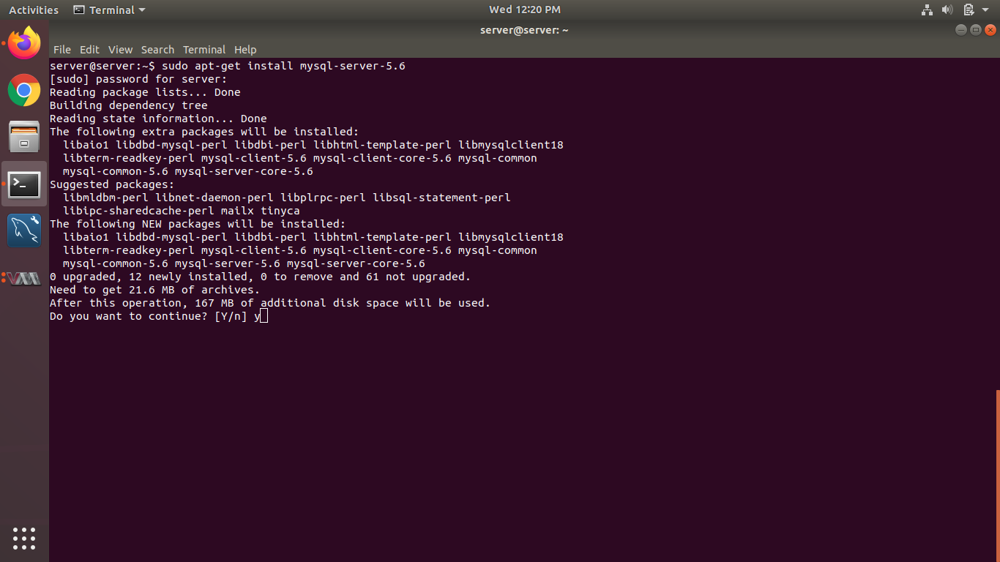 Activities
Terminal
Wed 12:20 PM
server@server: ~
File Edit View Search Terminal Help
server@server:~$ sudo apt-get install mysql-server-5.6
[sudo] password for server:
Reading package lists... Done
Building dependency tree
Reading state information... Done
The following extra packages will be installed:
  libaio1 libdbd-mysql-perl libdbi-perl libhtml-template-perl libmysqlclient18
  libterm-readkey-perl mysql-client-5.6 mysql-client-core-5.6 mysql-common
  mysql-common-5.6 mysql-server-core-5.6
Suggested packages:
  libmldbm-perl libnet-daemon-perl libplrpc-perl libsql-statement-perl
  libipc-sharedcache-perl mailx tinyca
The following NEW packages will be installed:
  libaio1 libdbd-mysql-perl libdbi-perl libhtml-template-perl libmysqlclient18
  libterm-readkey-perl mysql-client-5.6 mysql-client-core-5.6 mysql-common
  mysql-common-5.6 mysql-server-5.6 mysql-server-core-5.6
0 upgraded, 12 newly installed, 0 to remove and 61 not upgraded.
Need to get 21.6 MB of archives.
After this operation, 167 MB of additional disk space will be used.
Do you want to continue? [Y/n] y